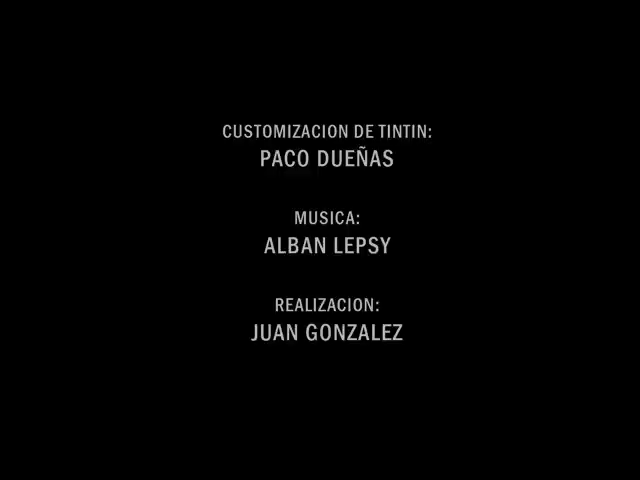 CUSTOMIZACION DE TINTIN:
PACO DUEÑAS
MUSICA:
ALBAN LEPSY
REALIZACION:
JUAN GONZALEZ